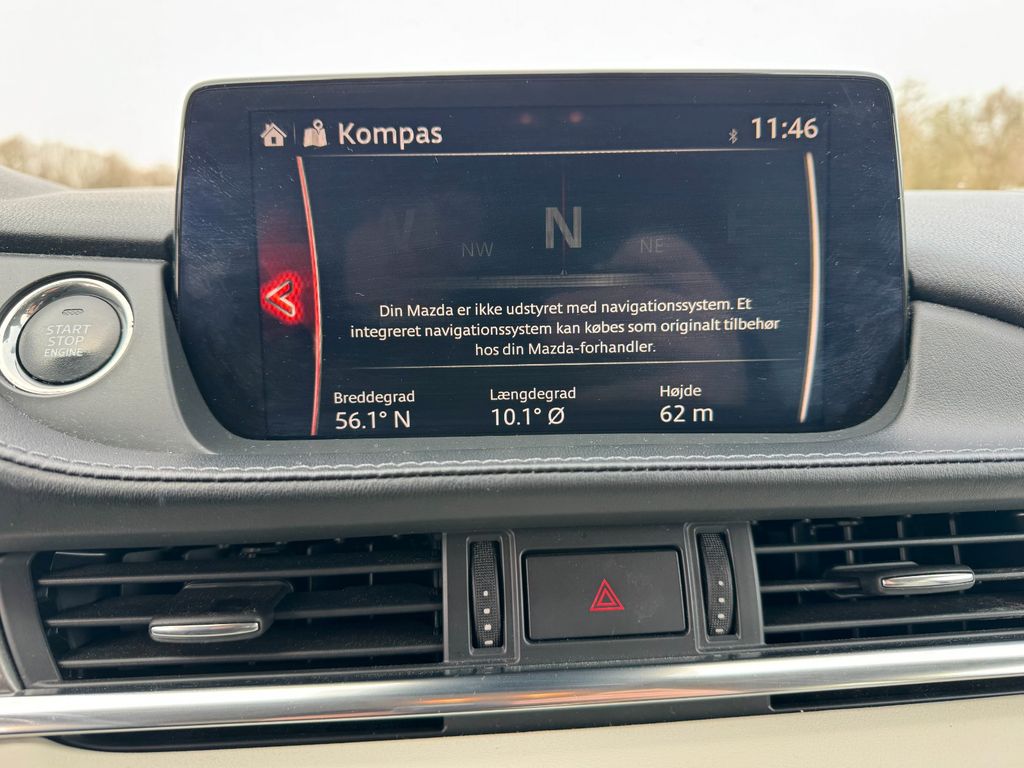 Kompas
11:46
N
NW
NE
Din Mazda er ikke udstyret med navigationssystem. Et
integreret navigationssystem kan købes som originalt tilbehør
hos din Mazda-forhandler.
Breddegrad
Længdegrad
Højde
56.1° N
10.1° Ø
62 m
START
STOP
ENGINE